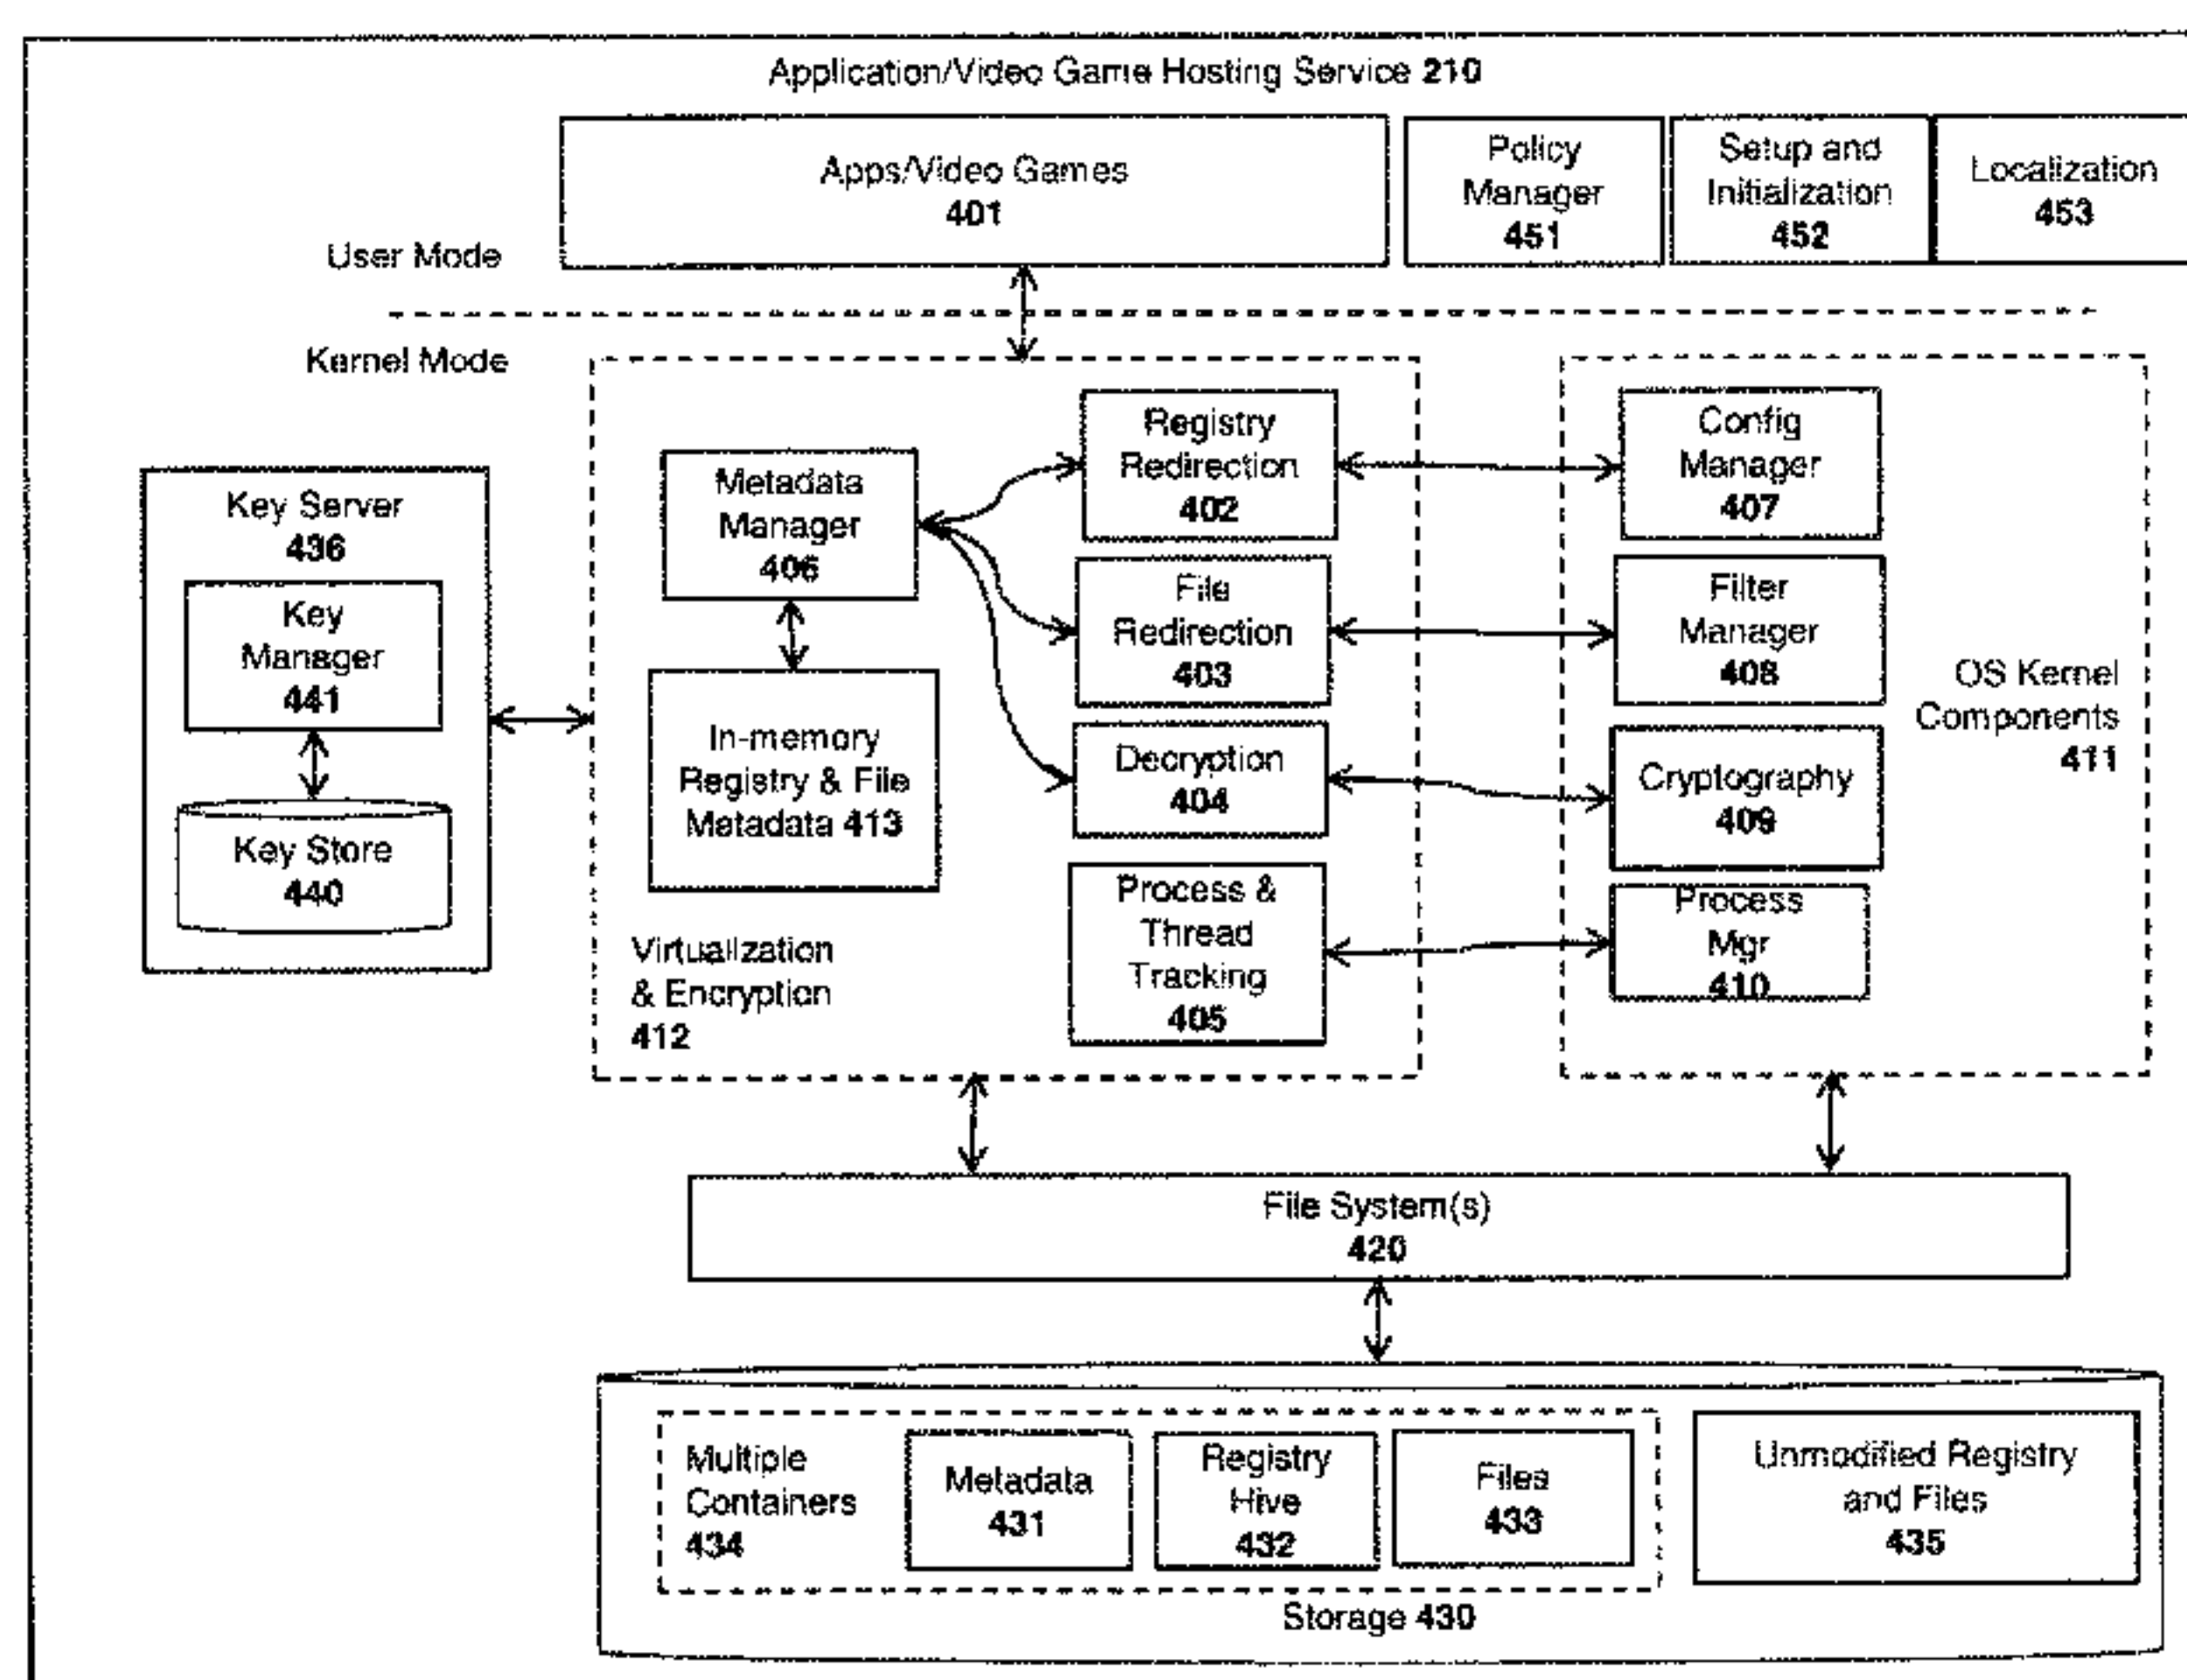 Application/Video Game Hosting Service 210
Apps/Video Games
401
Policy
Manager
451
Setup and
Initialization
452
Localization
453
User Mode
Kernel Mode
Key Server
436
Key
Manager
441
Key Store
440
Metadata
Manager
406
In-memory
Registry & File
Metadata 413
Virtualization
& Encryption
412
Registry
Redirection
402
File
Redirection
403
Decryption
404
Process &
Thread
Tracking
405
Config
Manager
407
Filter
Manager
408
Cryptography
409
Process
Mgr
410
OS Kernel
Components
411
File System(s)
420
Multiple
Containers
434
Metadata
431
Registry
Hive
432
Files
433
Unmodified Registry
and Files
435
Storage 430